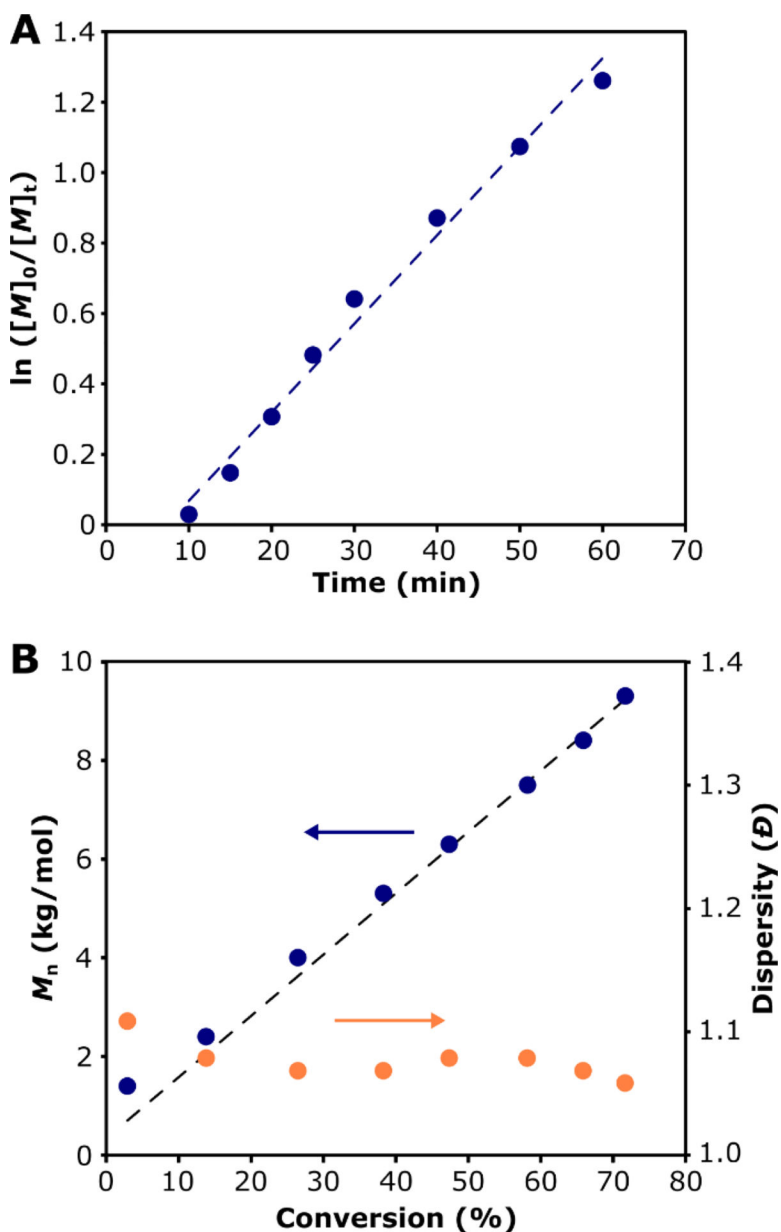 A
1.4
1.2
1.0
0.8
0.6
0.4
0.2
0
ln ([M]₀/[M]ₜ)
0 10 20 30 40 50 60 70
Time (min)
B
10
8
6
4
2
0
Mₙ (kg/mol)
1.4
1.3
1.2
1.1
1.0
Dispersity (Đ)
0 10 20 30 40 50 60 70 80
Conversion (%)